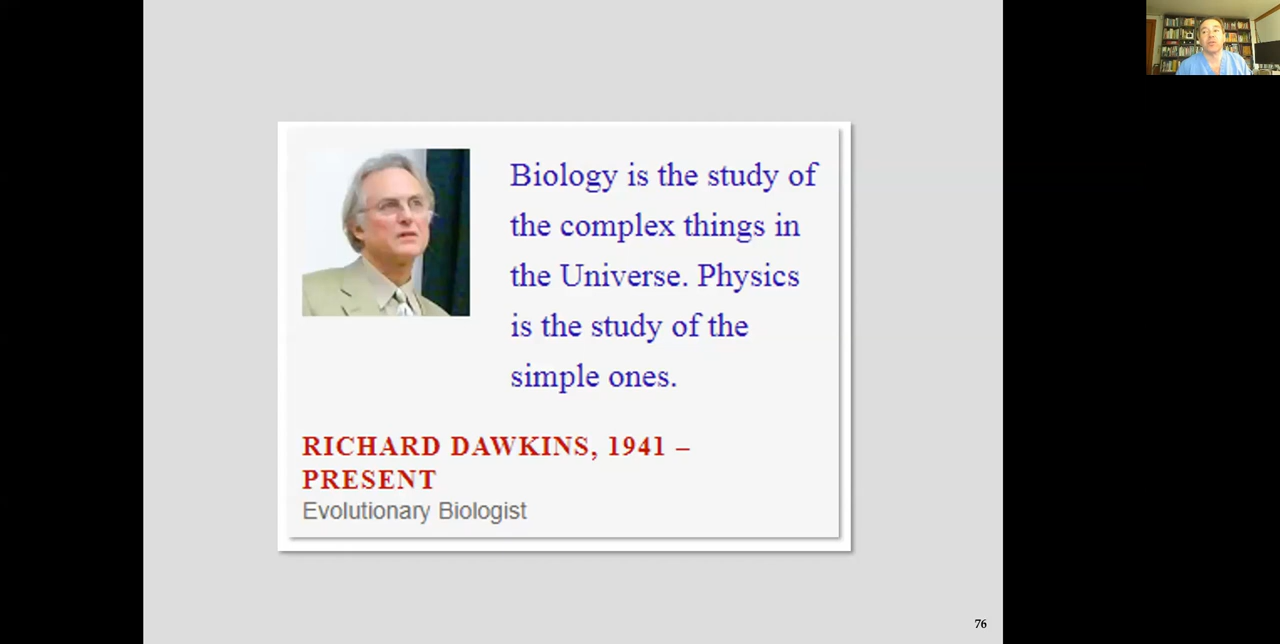 Biology is the study of
the complex things in
the Universe. Physics
is the study of the
simple ones.
RICHARD DAWKINS, 1941 –
PRESENT
Evolutionary Biologist
76